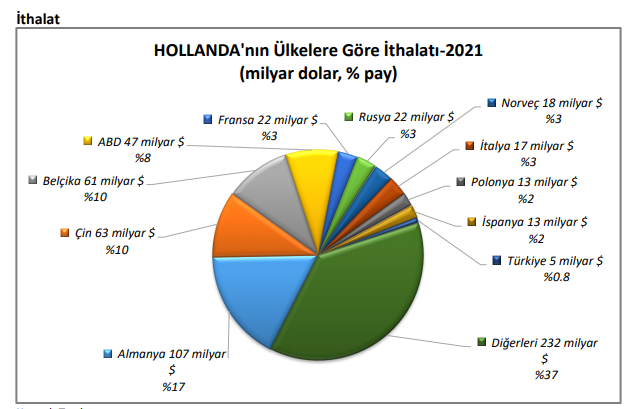 İthalat
HOLLANDA'nın Ülkelere Göre İthalatı-2021
(milyar dolar, % pay)
Norveç 18 milyar $
%3
Fransa 22 milyar $
%3
Rusya 22 milyar $
%3
ABD 47 milyar $
%8
İtalya 17 milyar $
%3
Belçika 61 milyar $
%10
Polonya 13 milyar $
%2
Çin 63 milyar $
%10
İspanya 13 milyar $
%2
Türkiye 5 milyar $
%0.8
Almanya 107 milyar
$
%17
Diğerleri 232 milyar
$
%37